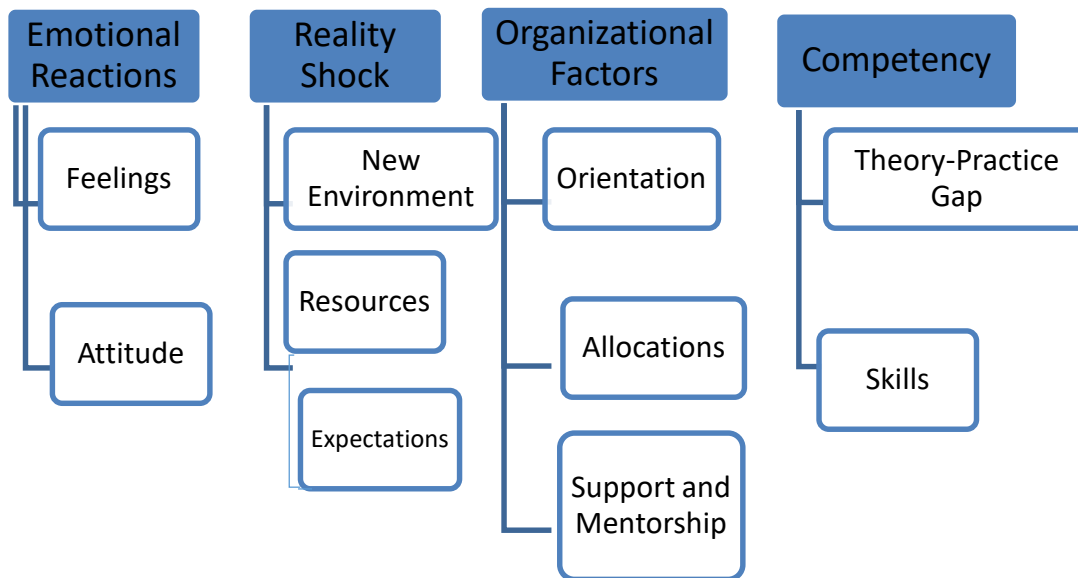 Emotional
Reactions
Feelings
Attitude
Reality
Shock
New
Environment
Resources
Expectations
Organizational
Factors
Orientation
Allocations
Support and
Mentorship
Competency
Theory-Practice
Gap
Skills